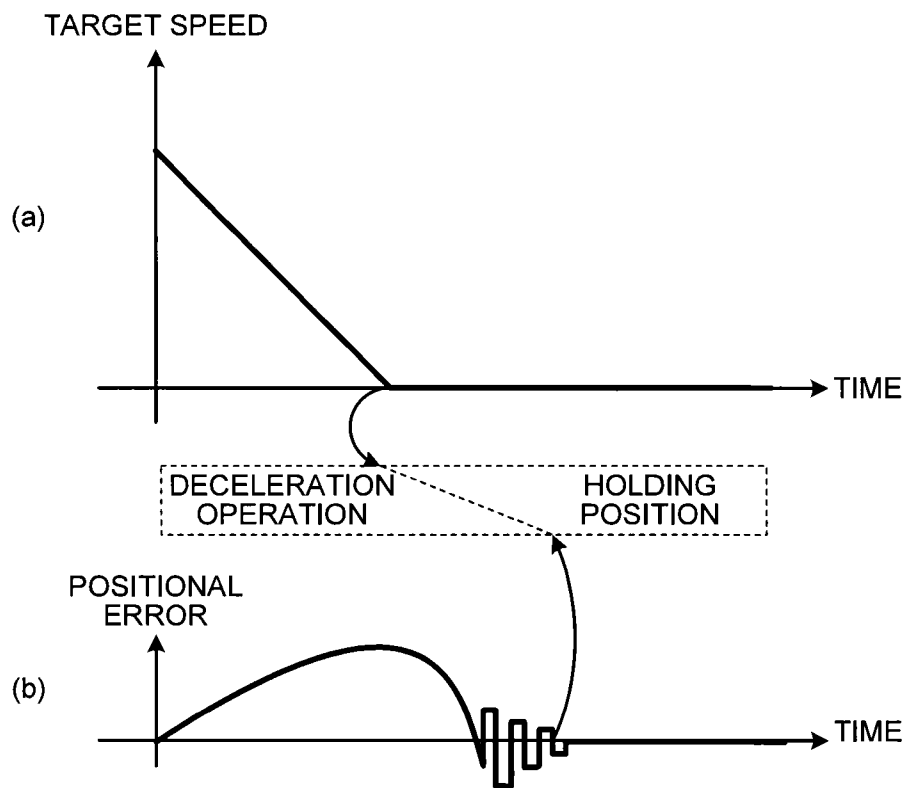 TARGET SPEED
(a)
TIME
DECELERATION
OPERATION
HOLDING
POSITION
POSITIONAL
ERROR
(b)
TIME